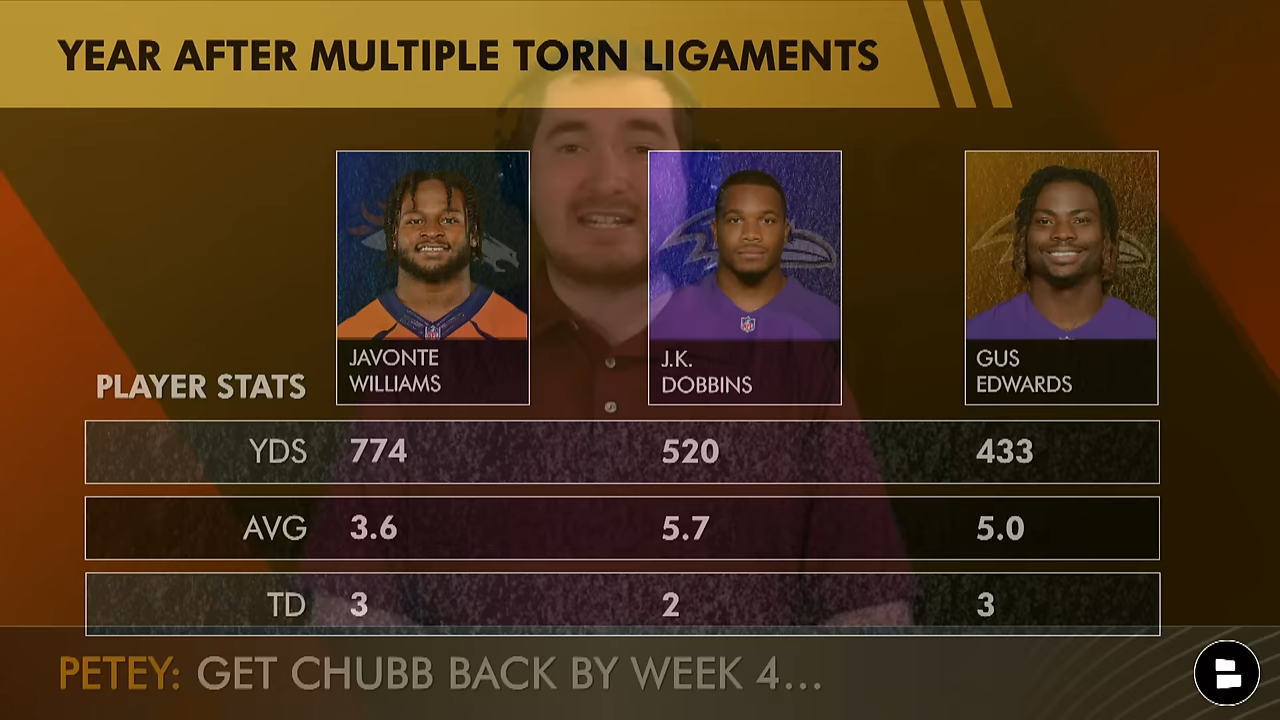 YEAR AFTER MULTIPLE TORN LIGAMENTS
JAVONTE
WILLIAMS
J.K.
DOBBINS
GUS
EDWARDS
PLAYER STATS
YDS 774 520 433
AVG 3.6 5.7 5.0
TD 3 2 3
PETEY: GET CHUBB BACK BY WEEK 4...